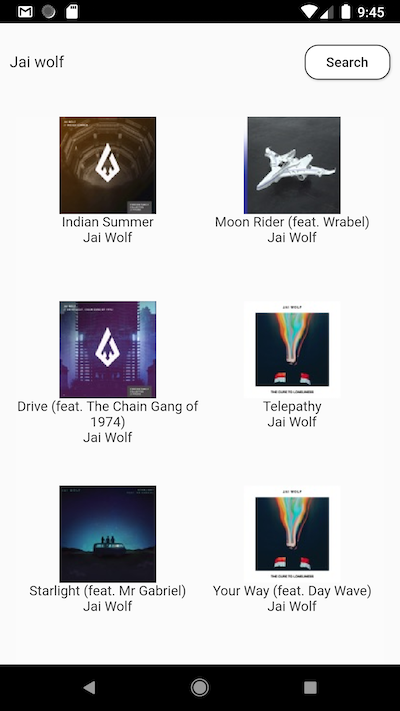 9:45
Jai wolf
Search
Indian Summer
Jai Wolf
Moon Rider (feat. Wrabel)
Jai Wolf
Drive (feat. The Chain Gang of
1974)
Jai Wolf
JAI WOLF
THE CURE TO LONELINESS
Telepathy
Jai Wolf
Starlight (feat. Mr Gabriel)
Jai Wolf
JAI WOLF
THE CURE TO LONELINESS
Your Way (feat. Day Wave)
Jai Wolf